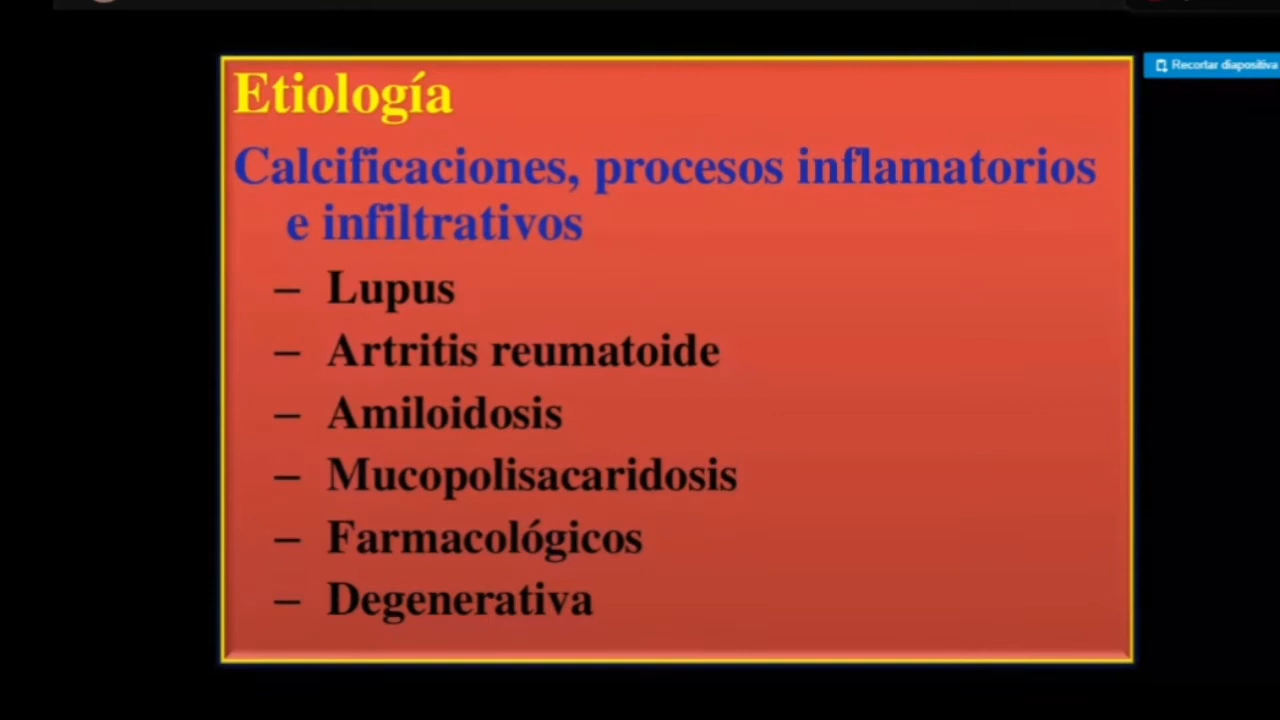 Recortar diapositiva
Etiología
Calcificaciones, procesos inflamatorios
e infiltrativos
– Lupus
– Artritis reumatoide
– Amiloidosis
– Mucopolisacaridosis
– Farmacológicos
– Degenerativa